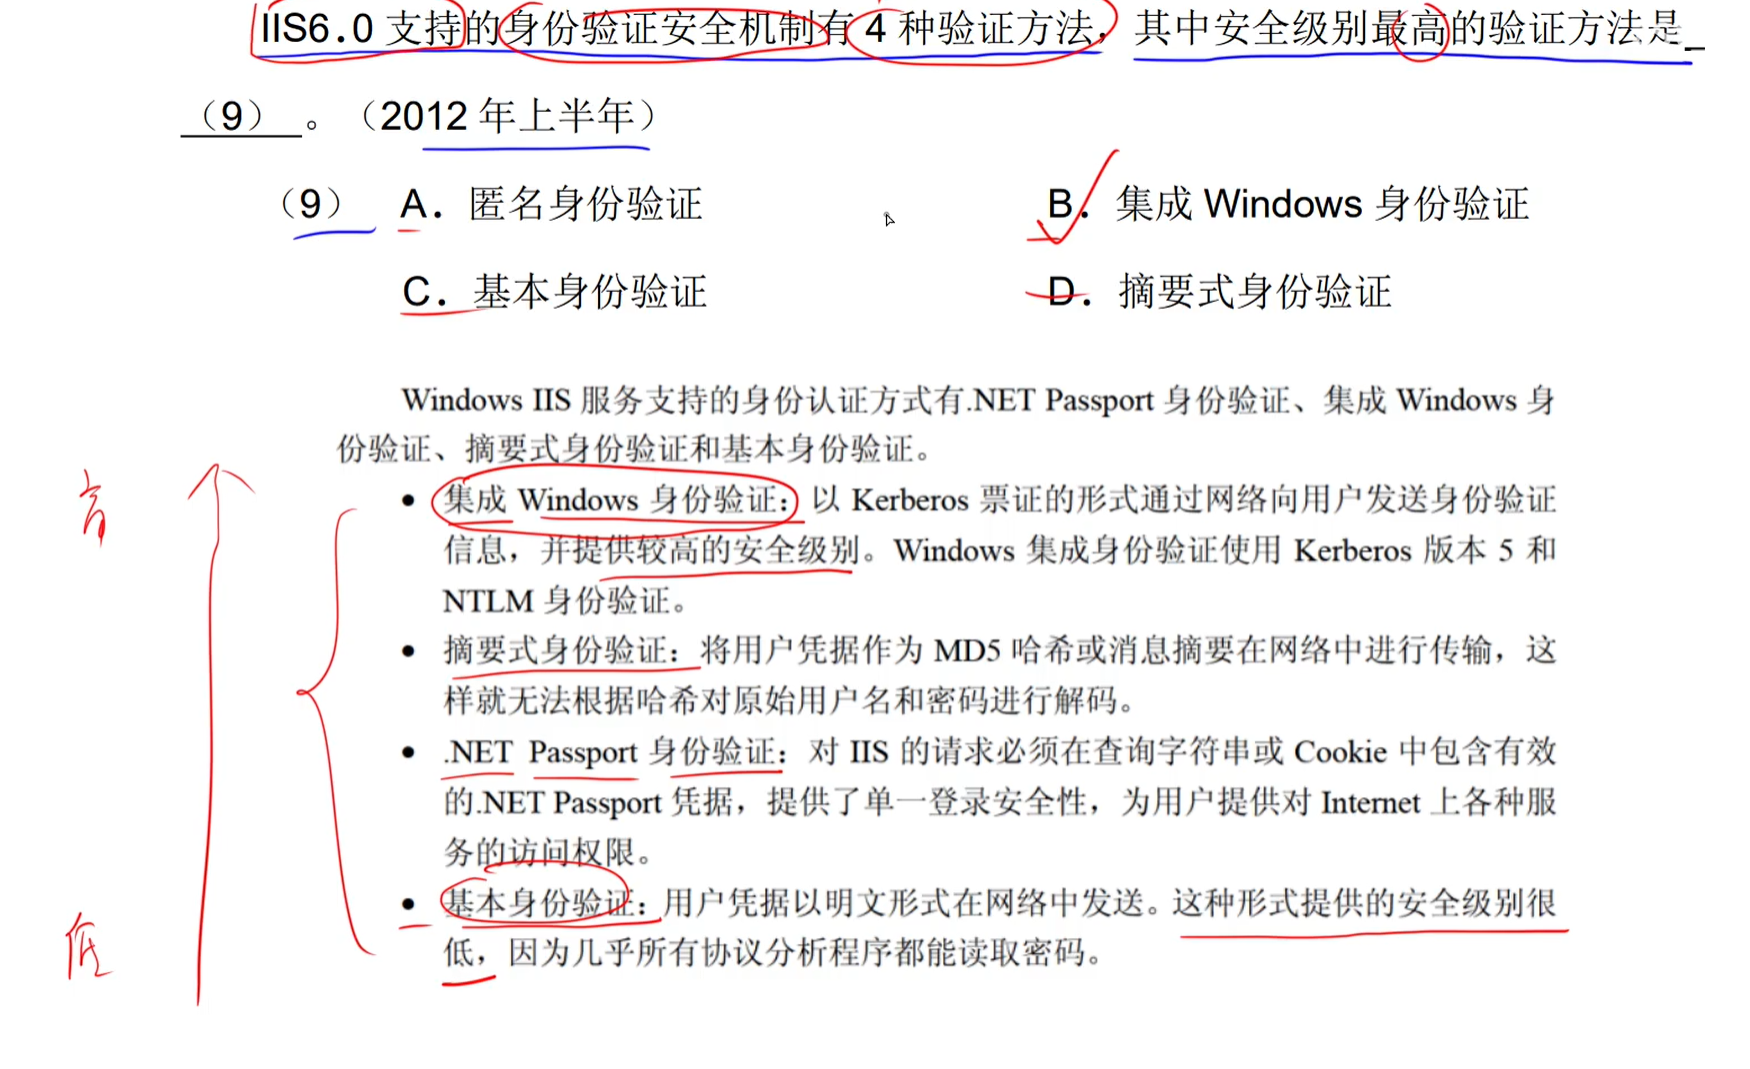 IIS6.0 支持的身份验证安全机制有 4 种验证方法，其中安全级别最高的验证方法是_
（9） 。（2012 年上半年）
（9） A．匿名身份验证 B．集成 Windows 身份验证
C．基本身份验证 D．摘要式身份验证
Windows IIS 服务支持的身份认证方式有.NET Passport 身份验证、集成 Windows 身
份验证、摘要式身份验证和基本身份验证。
高
• 集成 Windows 身份验证：以 Kerberos 票证的形式通过网络向用户发送身份验证
信息，并提供较高的安全级别。Windows 集成身份验证使用 Kerberos 版本 5 和
NTLM 身份验证。
• 摘要式身份验证：将用户凭据作为 MD5 哈希或消息摘要在网络中进行传输，这
样就无法根据哈希对原始用户名和密码进行解码。
• .NET Passport 身份验证：对 IIS 的请求必须在查询字符串或 Cookie 中包含有效
的.NET Passport 凭据，提供了单一登录安全性，为用户提供对 Internet 上各种服
务的访问权限。
• 基本身份验证：用户凭据以明文形式在网络中发送。这种形式提供的安全级别很
低，因为几乎所有协议分析程序都能读取密码。
低